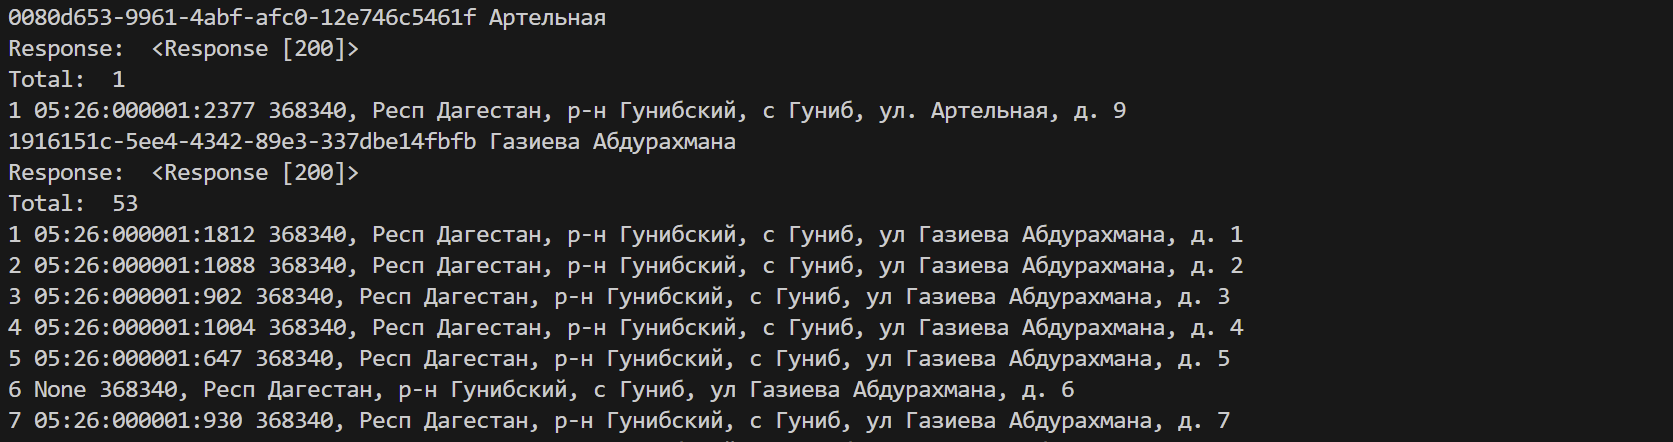 0080d653-9961-4abf-afc0-12e746c5461f Артельная
Response:  <Response [200]>
Total:  1
1 05:26:000001:2377 368340, Респ Дагестан, р-н Гунибский, с Гуниб, ул. Артельная, д. 9
1916151c-5ee4-4342-89e3-337dbe14fbfb Газиева Абдурахмана
Response:  <Response [200]>
Total:  53
1 05:26:000001:1812 368340, Респ Дагестан, р-н Гунибский, с Гуниб, ул Газиева Абдурахмана, д. 1
2 05:26:000001:1088 368340, Респ Дагестан, р-н Гунибский, с Гуниб, ул Газиева Абдурахмана, д. 2
3 05:26:000001:902 368340, Респ Дагестан, р-н Гунибский, с Гуниб, ул Газиева Абдурахмана, д. 3
4 05:26:000001:1004 368340, Респ Дагестан, р-н Гунибский, с Гуниб, ул Газиева Абдурахмана, д. 4
5 05:26:000001:647 368340, Респ Дагестан, р-н Гунибский, с Гуниб, ул Газиева Абдурахмана, д. 5
6 None 368340, Респ Дагестан, р-н Гунибский, с Гуниб, ул Газиева Абдурахмана, д. 6
7 05:26:000001:930 368340, Респ Дагестан, р-н Гунибский, с Гуниб, ул Газиева Абдурахмана, д. 7